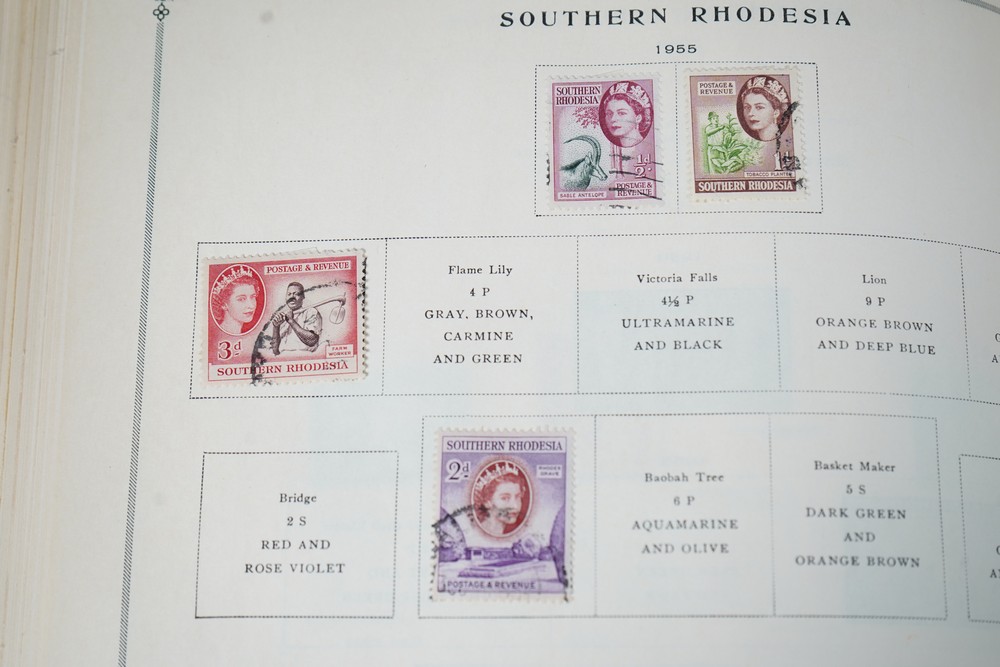 SOUTHERN RHODESIA
1955
SOUTHERN
RHODESIA
½d
SABLE ANTELOPE
POSTAGE &
REVENUE
POSTAGE &
REVENUE
1d
TOBACCO PLANTER
SOUTHERN RHODESIA
POSTAGE & REVENUE
3d
FARM
WORKER
SOUTHERN RHODESIA
Flame Lily
4 P
GRAY, BROWN,
CARMINE
AND GREEN
Victoria Falls
4½ P
ULTRAMARINE
AND BLACK
Lion
9 P
ORANGE BROWN
AND DEEP BLUE
Bridge
2 S
RED AND
ROSE VIOLET
SOUTHERN RHODESIA
2d
RHODES
GRAVE
POSTAGE & REVENUE
Baobah Tree
6 P
AQUAMARINE
AND OLIVE
Basket Maker
5 S
DARK GREEN
AND
ORANGE BROWN